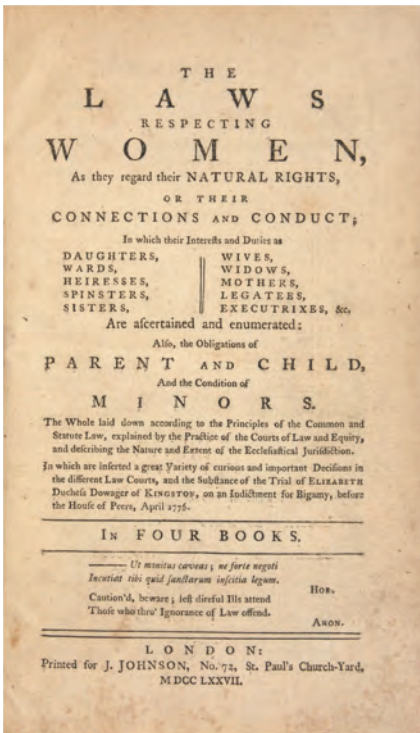 THE
LAWS
RESPECTING
WOMEN,
As they regard their NATURAL RIGHTS,
OR THEIR
CONNECTIONS AND CONDUCT;
In which their Intereſts and Duties as
DAUGHTERS, WIVES,
WARDS, WIDOWS,
HEIRESSES, MOTHERS,
SPINSTERS, LEGATEES,
SISTERS, EXECUTRIXES, &c.
Are aſcertained and enumerated:
Alſo, the Obligations of
PARENT AND CHILD,
And the Condition of
MINORS.
The Whole laid down according to the Principles of the Common and
Statute Law, explained by the Practice of the Courts of Law and Equity,
and deſcribing the Nature and Extent of the Eccleſiaſtical Juriſdiction.
In which are inſerted a great Variety of curious and important Deciſions in
the different Law Courts, and the Subſtance of the Trial of ELIZABETH
Ducheſs Dowager of KINGSTON, on an Indictment for Bigamy, before
the Houſe of Peers, April 1776.
IN FOUR BOOKS.
——— Ut monitus caveas; ne forte negoti
Incutiat tibi quid ſanctarum inſcitia legum.
HOR.
Caution'd, beware; leſt direful Ills attend
Thoſe who thro' Ignorance of Law offend.
ANON.
LONDON:
Printed for J. JOHNSON, No. 72, St. Paul's Church-Yard,
M DCC LXXVII.